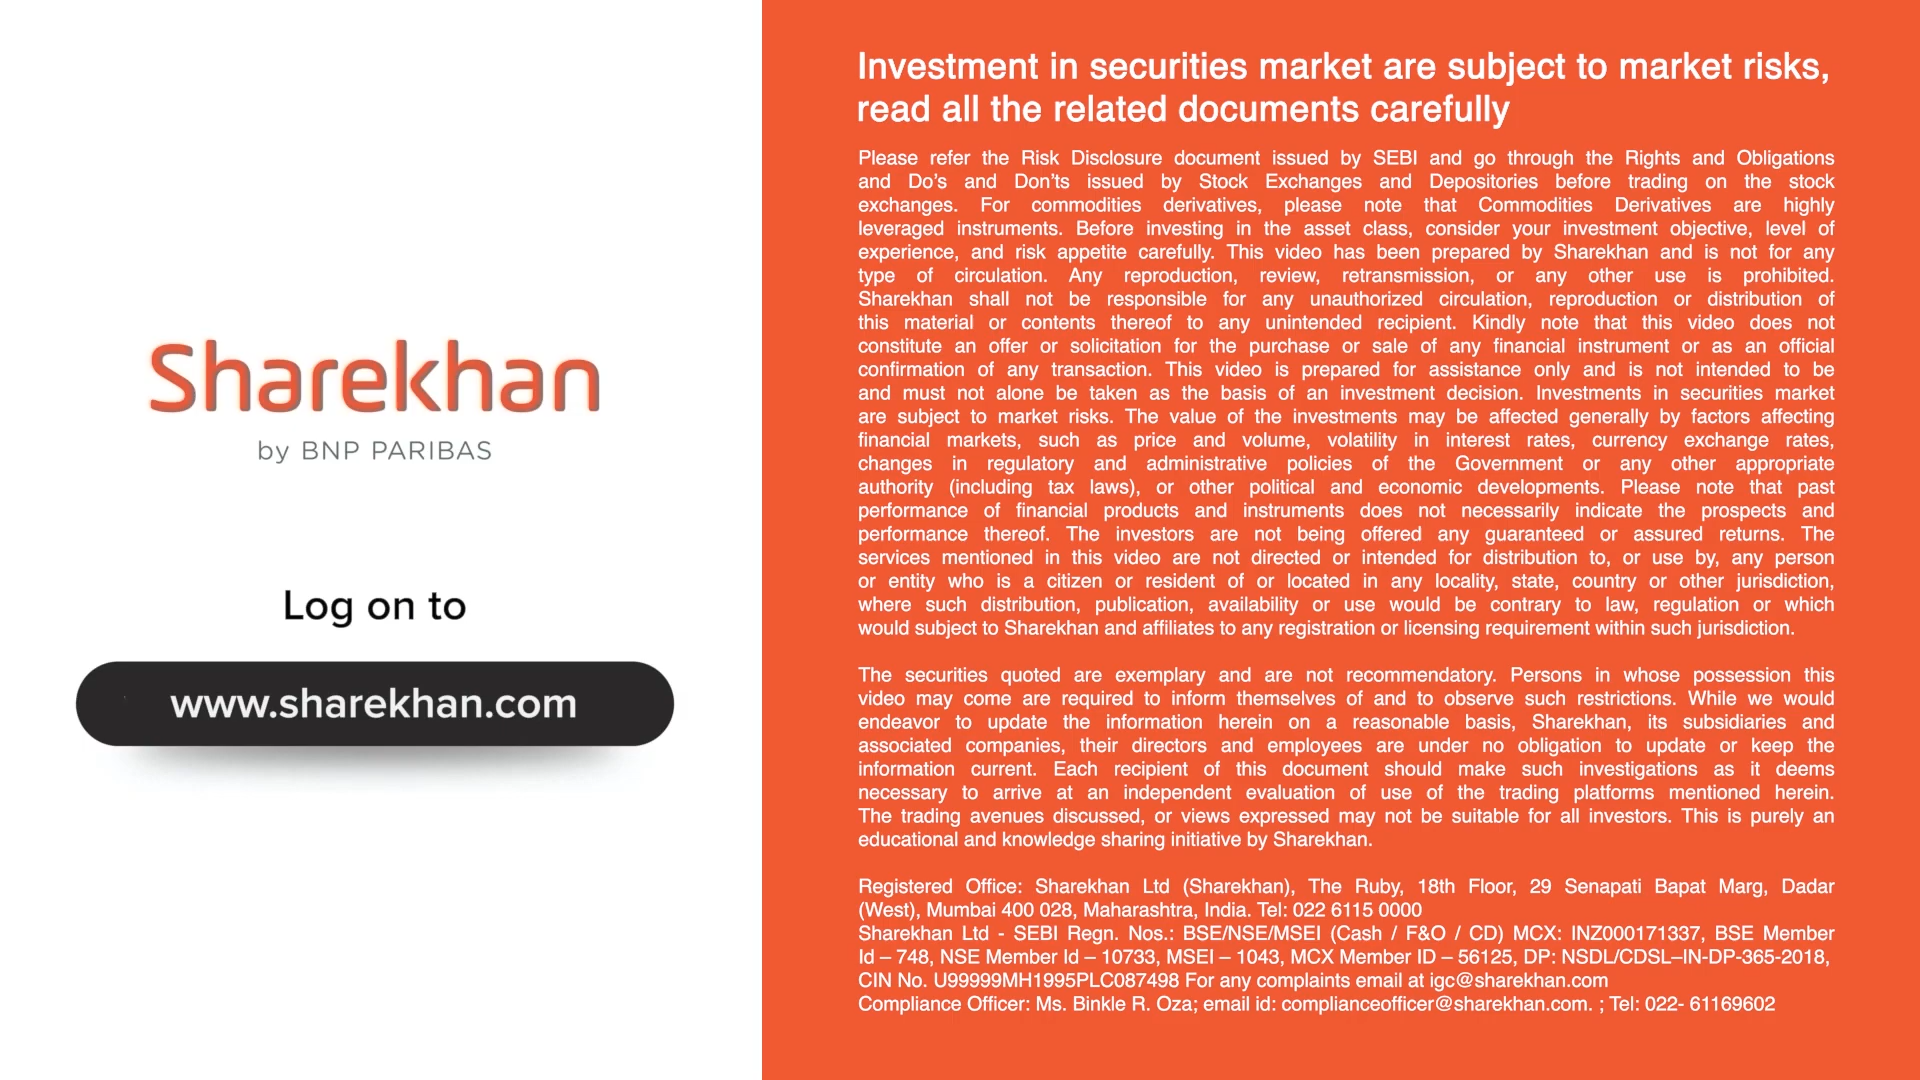 Sharekhan
by BNP PARIBAS
Log on to
www.sharekhan.com
Investment in securities market are subject to market risks,
read all the related documents carefully
Please refer the Risk Disclosure document issued by SEBI and go through the Rights and Obligations
and Do’s and Don’ts issued by Stock Exchanges and Depositories before trading on the stock
exchanges. For commodities derivatives, please note that Commodities Derivatives are highly
leveraged instruments. Before investing in the asset class, consider your investment objective, level of
experience, and risk appetite carefully. This video has been prepared by Sharekhan and is not for any
type of circulation. Any reproduction, review, retransmission, or any other use is prohibited.
Sharekhan shall not be responsible for any unauthorized circulation, reproduction or distribution of
this material or contents thereof to any unintended recipient. Kindly note that this video does not
constitute an offer or solicitation for the purchase or sale of any financial instrument or as an official
confirmation of any transaction. This video is prepared for assistance only and is not intended to be
and must not alone be taken as the basis of an investment decision. Investments in securities market
are subject to market risks. The value of the investments may be affected generally by factors affecting
financial markets, such as price and volume, volatility in interest rates, currency exchange rates,
changes in regulatory and administrative policies of the Government or any other appropriate
authority (including tax laws), or other political and economic developments. Please note that past
performance of financial products and instruments does not necessarily indicate the prospects and
performance thereof. The investors are not being offered any guaranteed or assured returns. The
services mentioned in this video are not directed or intended for distribution to, or use by, any person
or entity who is a citizen or resident of or located in any locality, state, country or other jurisdiction,
where such distribution, publication, availability or use would be contrary to law, regulation or which
would subject to Sharekhan and affiliates to any registration or licensing requirement within such jurisdiction.
The securities quoted are exemplary and are not recommendatory. Persons in whose possession this
video may come are required to inform themselves of and to observe such restrictions. While we would
endeavor to update the information herein on a reasonable basis, Sharekhan, its subsidiaries and
associated companies, their directors and employees are under no obligation to update or keep the
information current. Each recipient of this document should make such investigations as it deems
necessary to arrive at an independent evaluation of use of the trading platforms mentioned herein.
The trading avenues discussed, or views expressed may not be suitable for all investors. This is purely an
educational and knowledge sharing initiative by Sharekhan.
Registered Office: Sharekhan Ltd (Sharekhan), The Ruby, 18th Floor, 29 Senapati Bapat Marg, Dadar
(West), Mumbai 400 028, Maharashtra, India. Tel: 022 6115 0000
Sharekhan Ltd - SEBI Regn. Nos.: BSE/NSE/MSEI (Cash / F&O / CD) MCX: INZ000171337, BSE Member
Id – 748, NSE Member Id – 10733, MSEI – 1043, MCX Member ID – 56125, DP: NSDL/CDSL–IN-DP-365-2018,
CIN No. U99999MH1995PLC087498 For any complaints email at igc@sharekhan.com
Compliance Officer: Ms. Binkle R. Oza; email id: complianceofficer@sharekhan.com. ; Tel: 022- 61169602